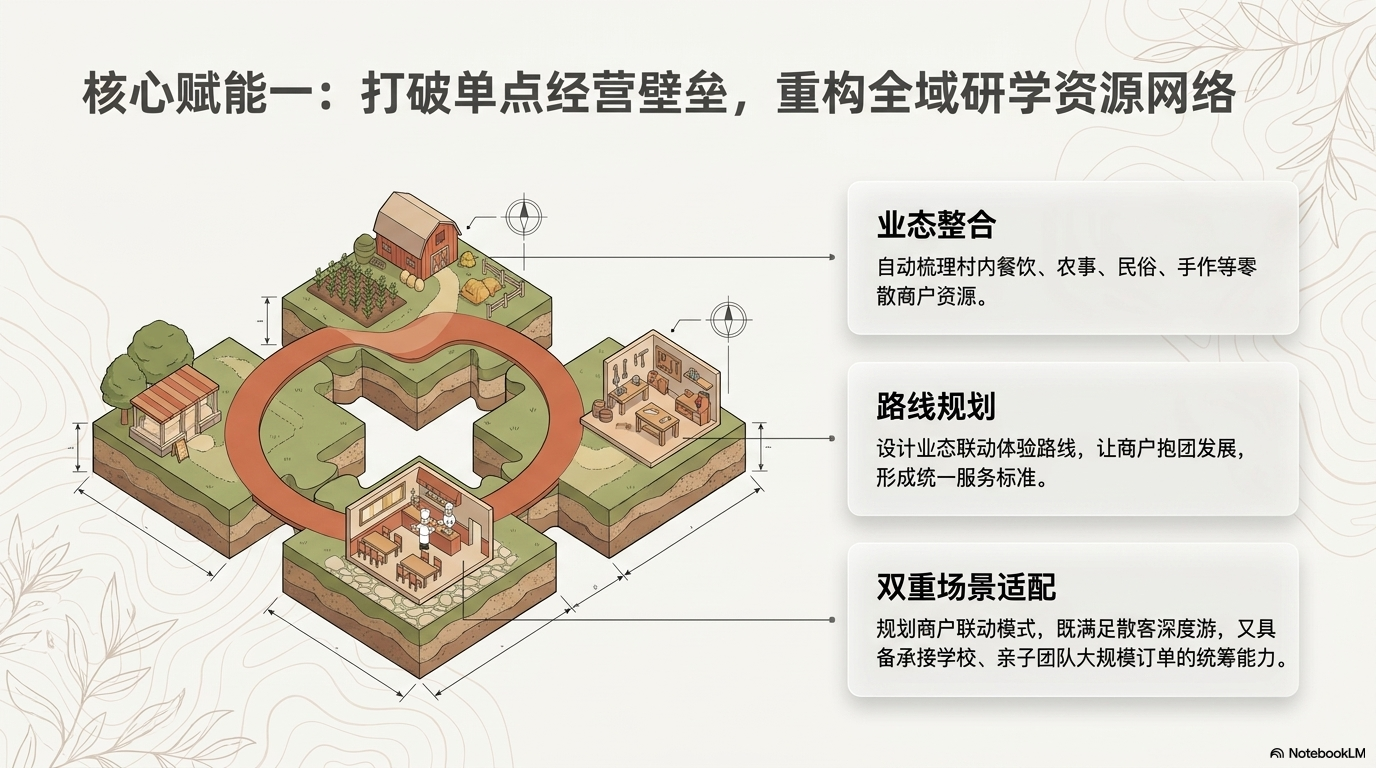 核心赋能一：打破单点经营壁垒，重构全域研学资源网络
业态整合
自动梳理村内餐饮、农事、民俗、手作等零
散商户资源。
路线规划
设计业态联动体验路线，让商户抱团发展，
形成统一服务标准。
双重场景适配
规划商户联动模式，既满足散客深度游，又具
备承接学校、亲子团队大规模订单的统筹能力。
NotebookLM